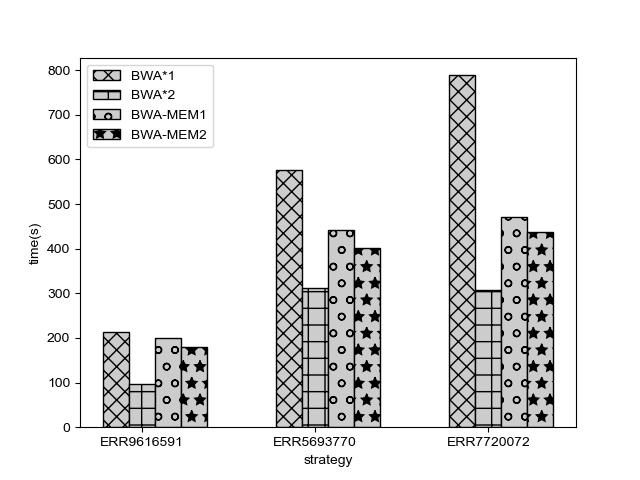 800
700
600
500
400
300
200
100
0
time(s)
BWA*1
BWA*2
BWA-MEM1
BWA-MEM2
ERR9616591 ERR5693770 ERR7720072
strategy